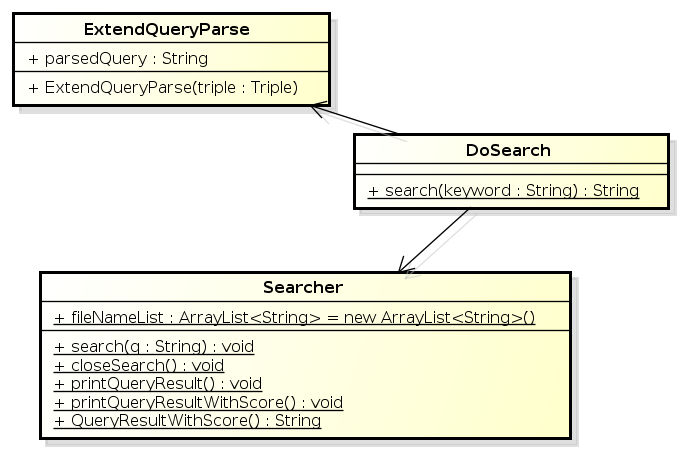 ExtendQueryParse
+ parsedQuery : String
+ ExtendQueryParse(triple : Triple)
DoSearch
+ search(keyword : String) : String
Searcher
+ fileNameList : ArrayList<String> = new ArrayList<String>()
+ search(q : String) : void
+ closeSearch() : void
+ printQueryResult() : void
+ printQueryResultWithScore() : void
+ QueryResultWithScore() : String